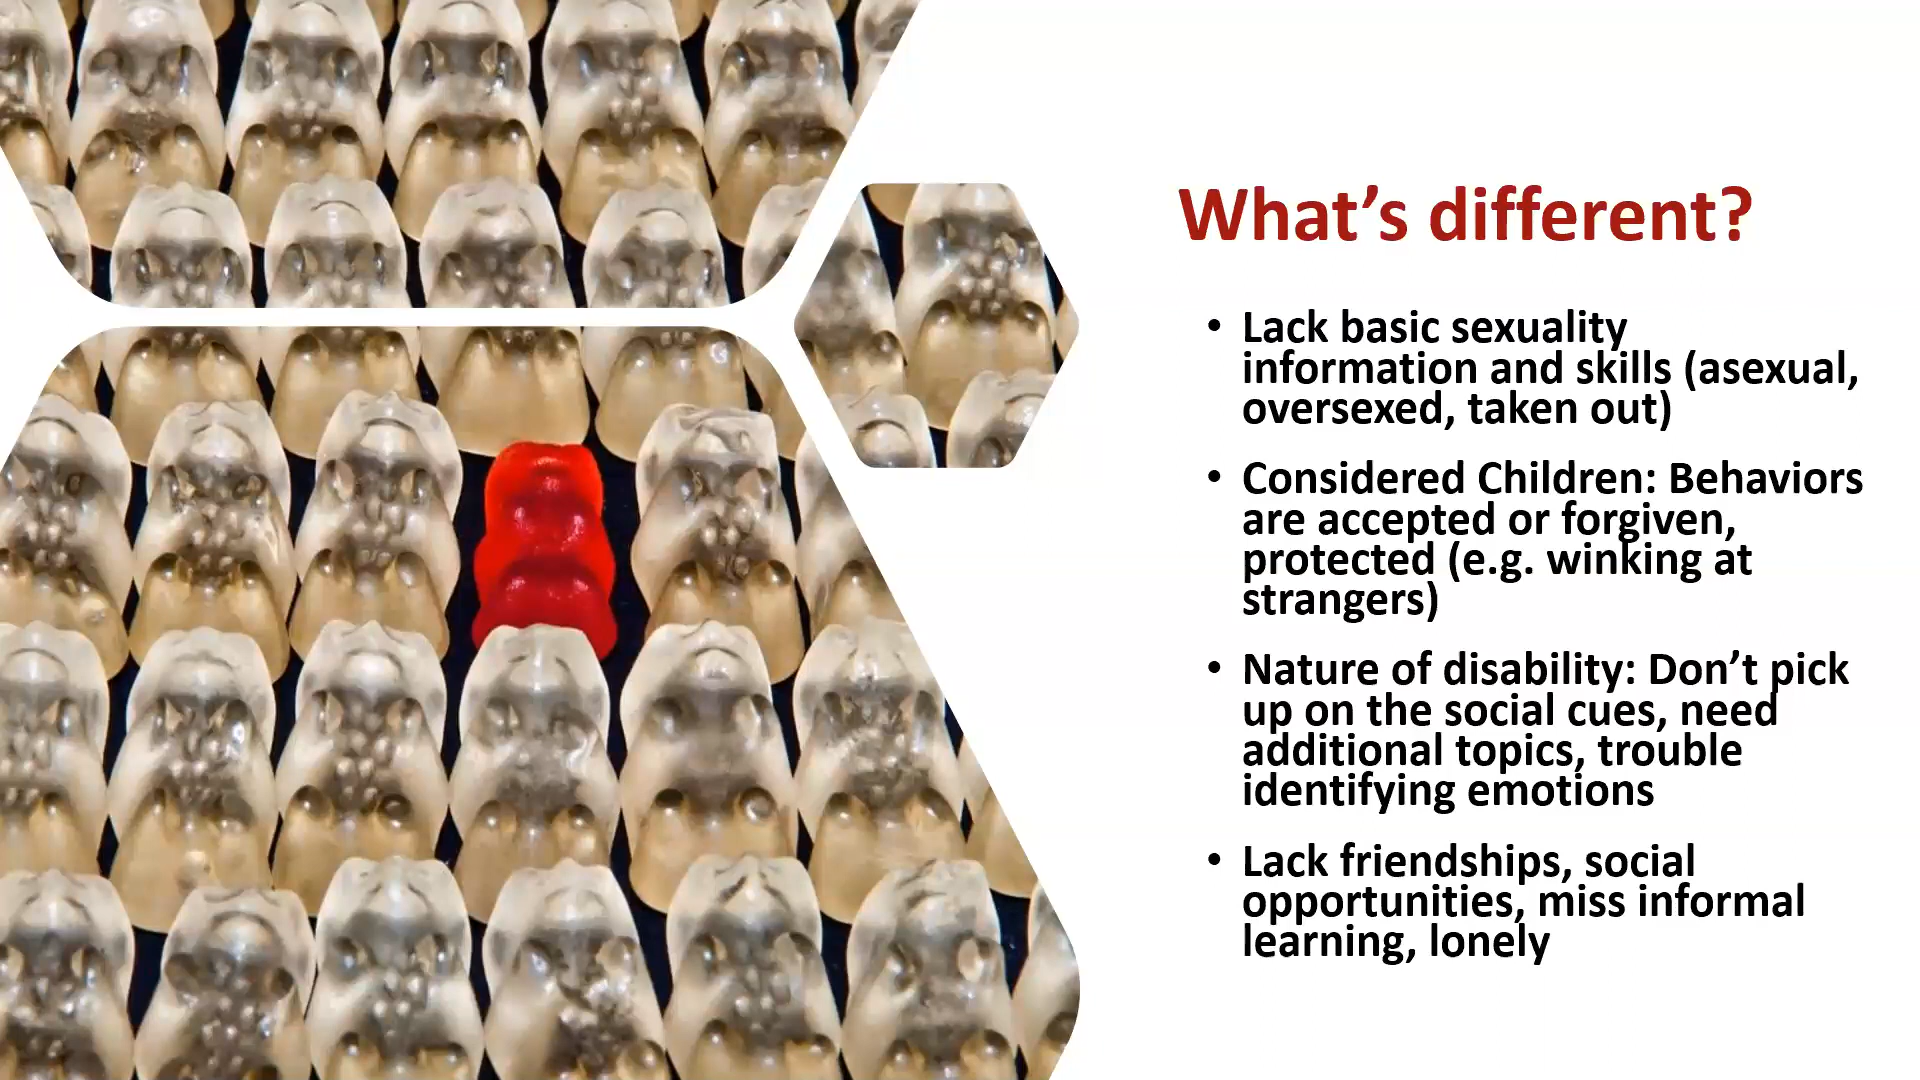 What’s different?
• Lack basic sexuality
information and skills (asexual,
oversexed, taken out)
• Considered Children: Behaviors
are accepted or forgiven,
protected (e.g. winking at
strangers)
• Nature of disability: Don’t pick
up on the social cues, need
additional topics, trouble
identifying emotions
• Lack friendships, social
opportunities, miss informal
learning, lonely